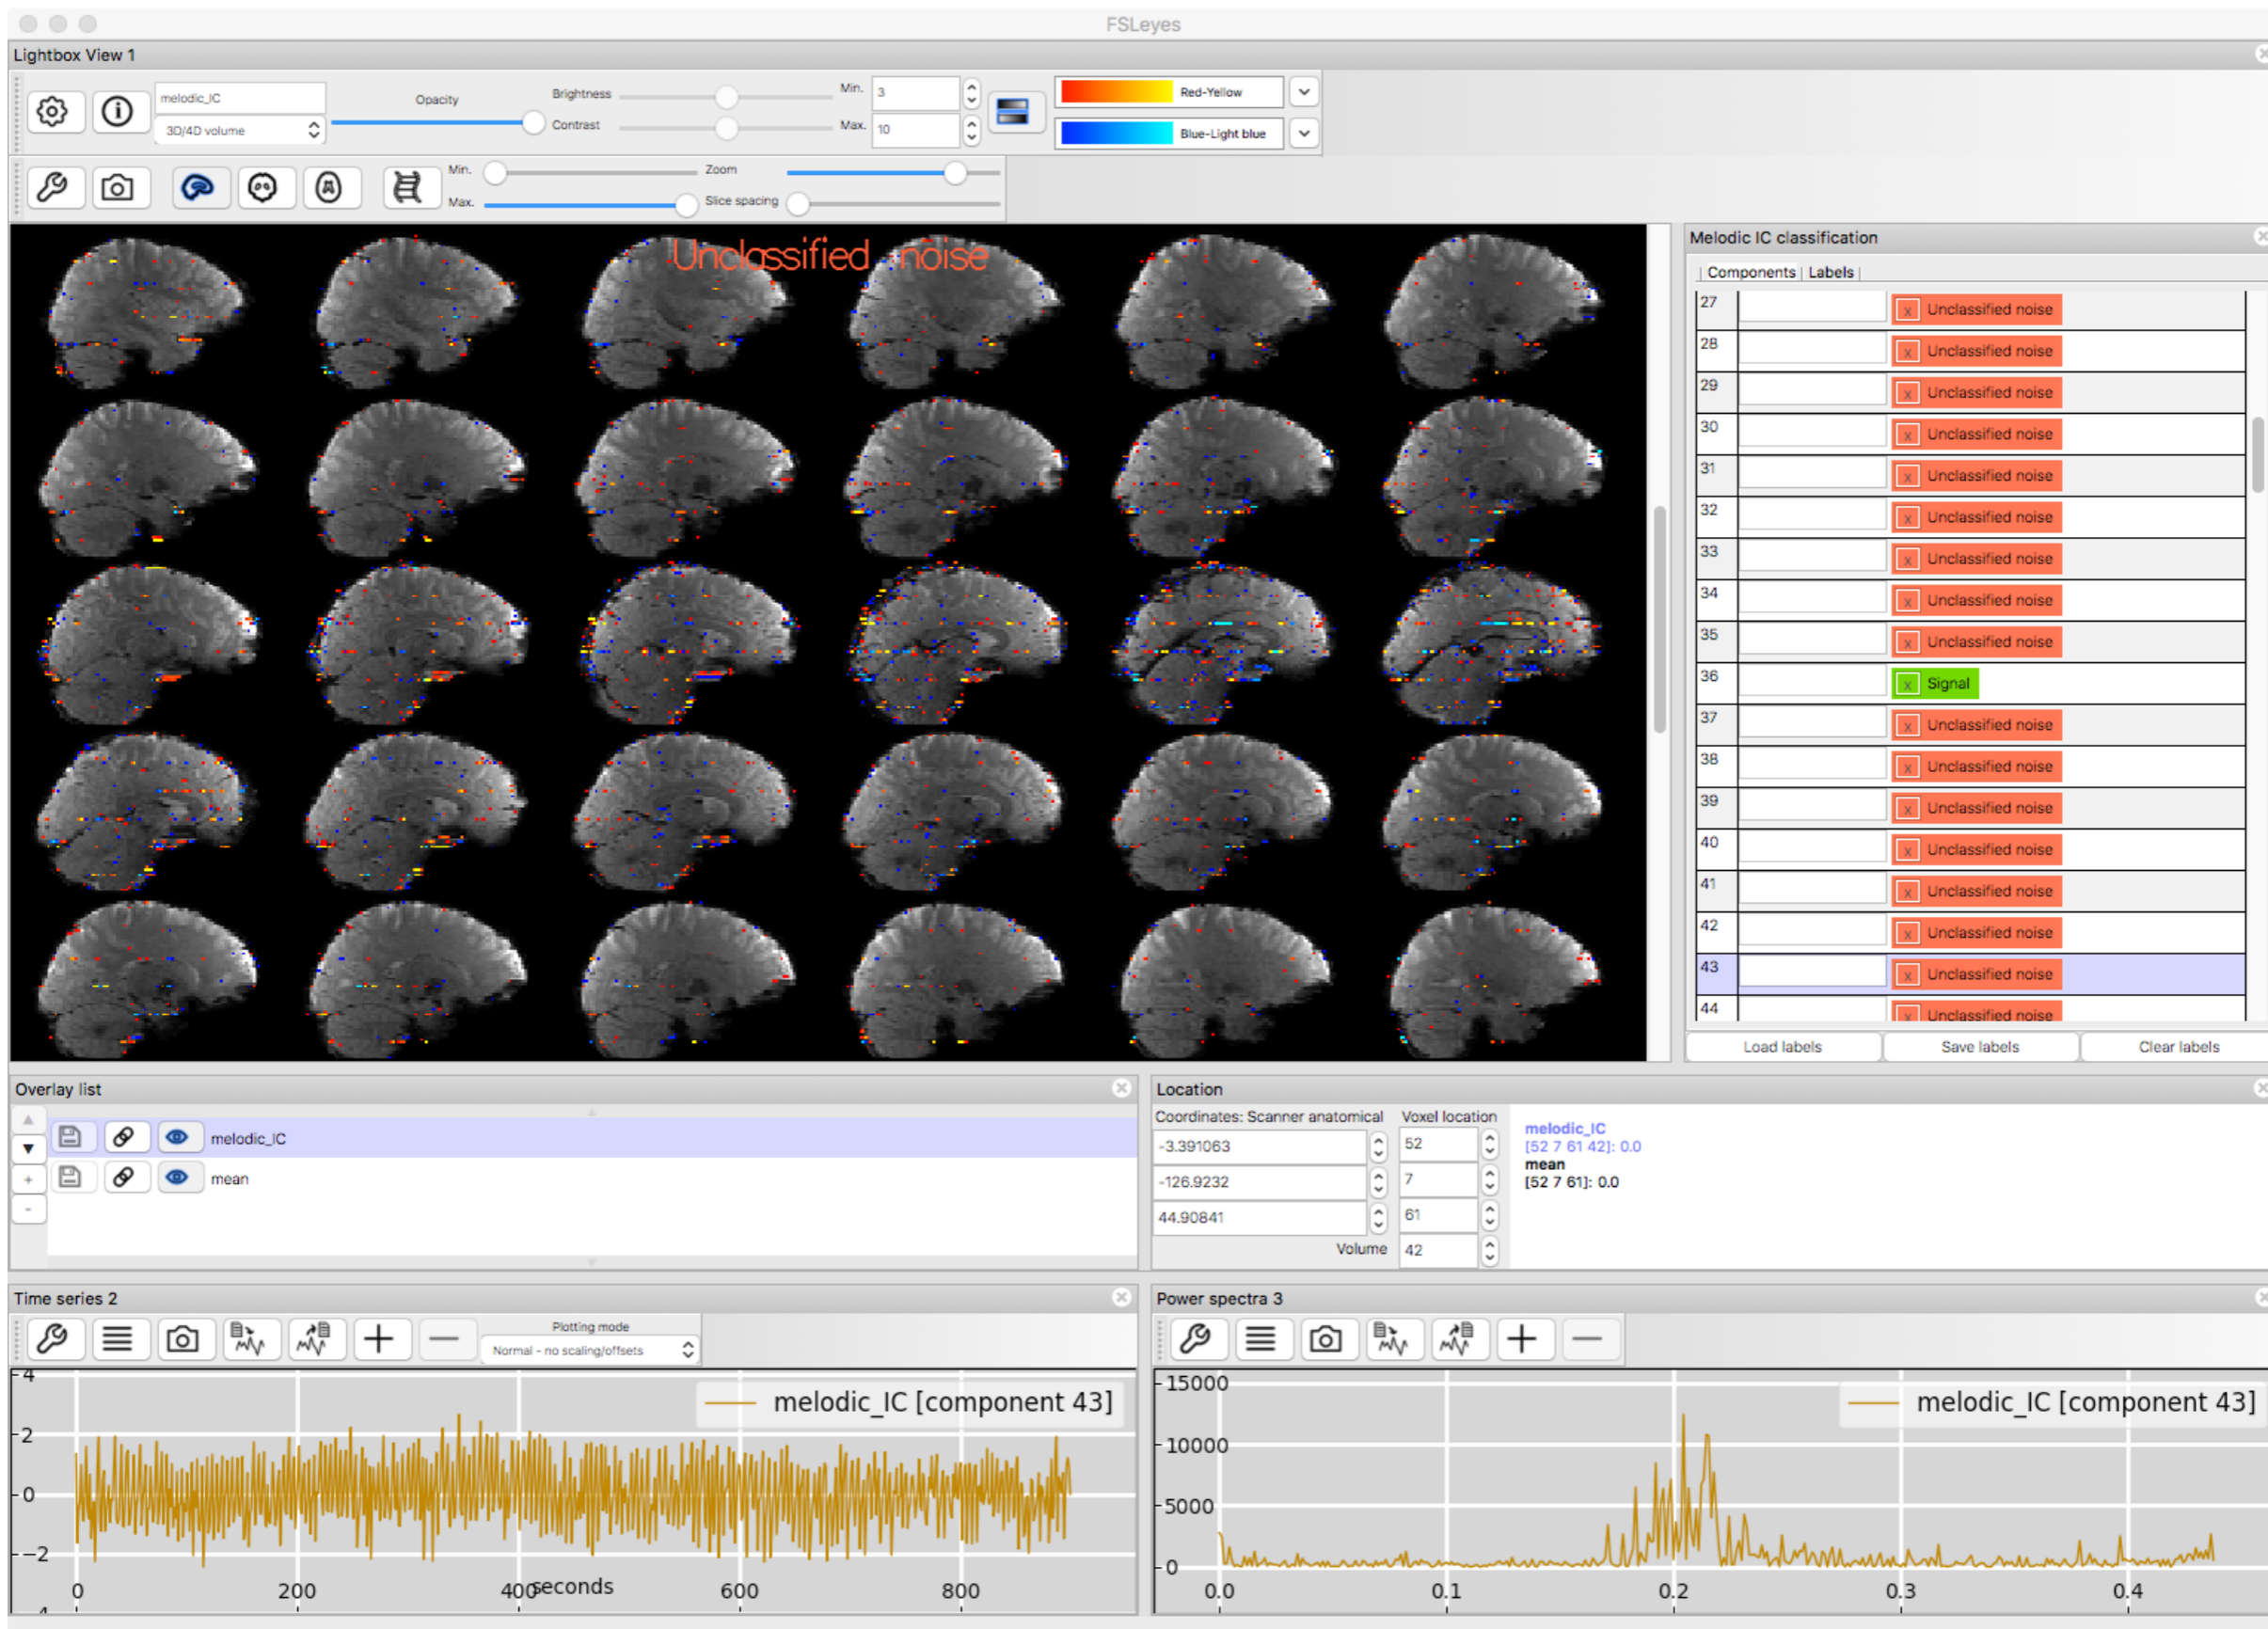 FSLeyes
Lightbox View 1
melodic_IC
3D/4D volume
Opacity
Brightness
Contrast
Min. 3
Max. 10
Red-Yellow
Blue-Light blue
Min.
Max.
Zoom
Slice spacing
Unclassified noise
Melodic IC classification
Components Labels
27 x Unclassified noise
28 x Unclassified noise
29 x Unclassified noise
30 x Unclassified noise
31 x Unclassified noise
32 x Unclassified noise
33 x Unclassified noise
34 x Unclassified noise
35 x Unclassified noise
36 x Signal
37 x Unclassified noise
38 x Unclassified noise
39 x Unclassified noise
40 x Unclassified noise
41 x Unclassified noise
42 x Unclassified noise
43 x Unclassified noise
44 x Unclassified noise
Load labels Save labels Clear labels
Overlay list
melodic_IC
mean
Location
Coordinates: Scanner anatomical Voxel location
-3.391063 52
-126.9232 7
44.90841 61
Volume 42
melodic_IC
[52 7 61 42]: 0.0
mean
[52 7 61]: 0.0
Time series 2
Plotting mode
Normal - no scaling/offsets
melodic_IC [component 43]
4
2
0
−2
0 200 400 600 800
seconds
Power spectra 3
melodic_IC [component 43]
15000
10000
5000
0
0.0 0.1 0.2 0.3 0.4